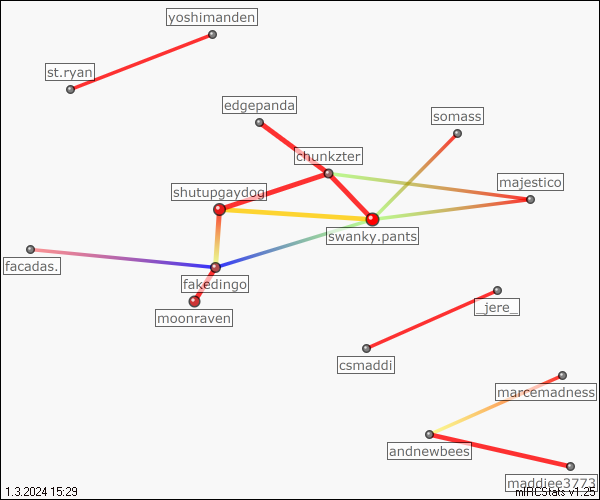 yoshimanden
st.ryan
edgepanda
somass
chunkzter
majestico
shutupgaydog
swanky.pants
facadas.
fakedingo
moonraven
_jere_
csmaddi
marcemadness
andnewbees
maddiee3773
1.3.2024 15:29
mIRCStats v1.25